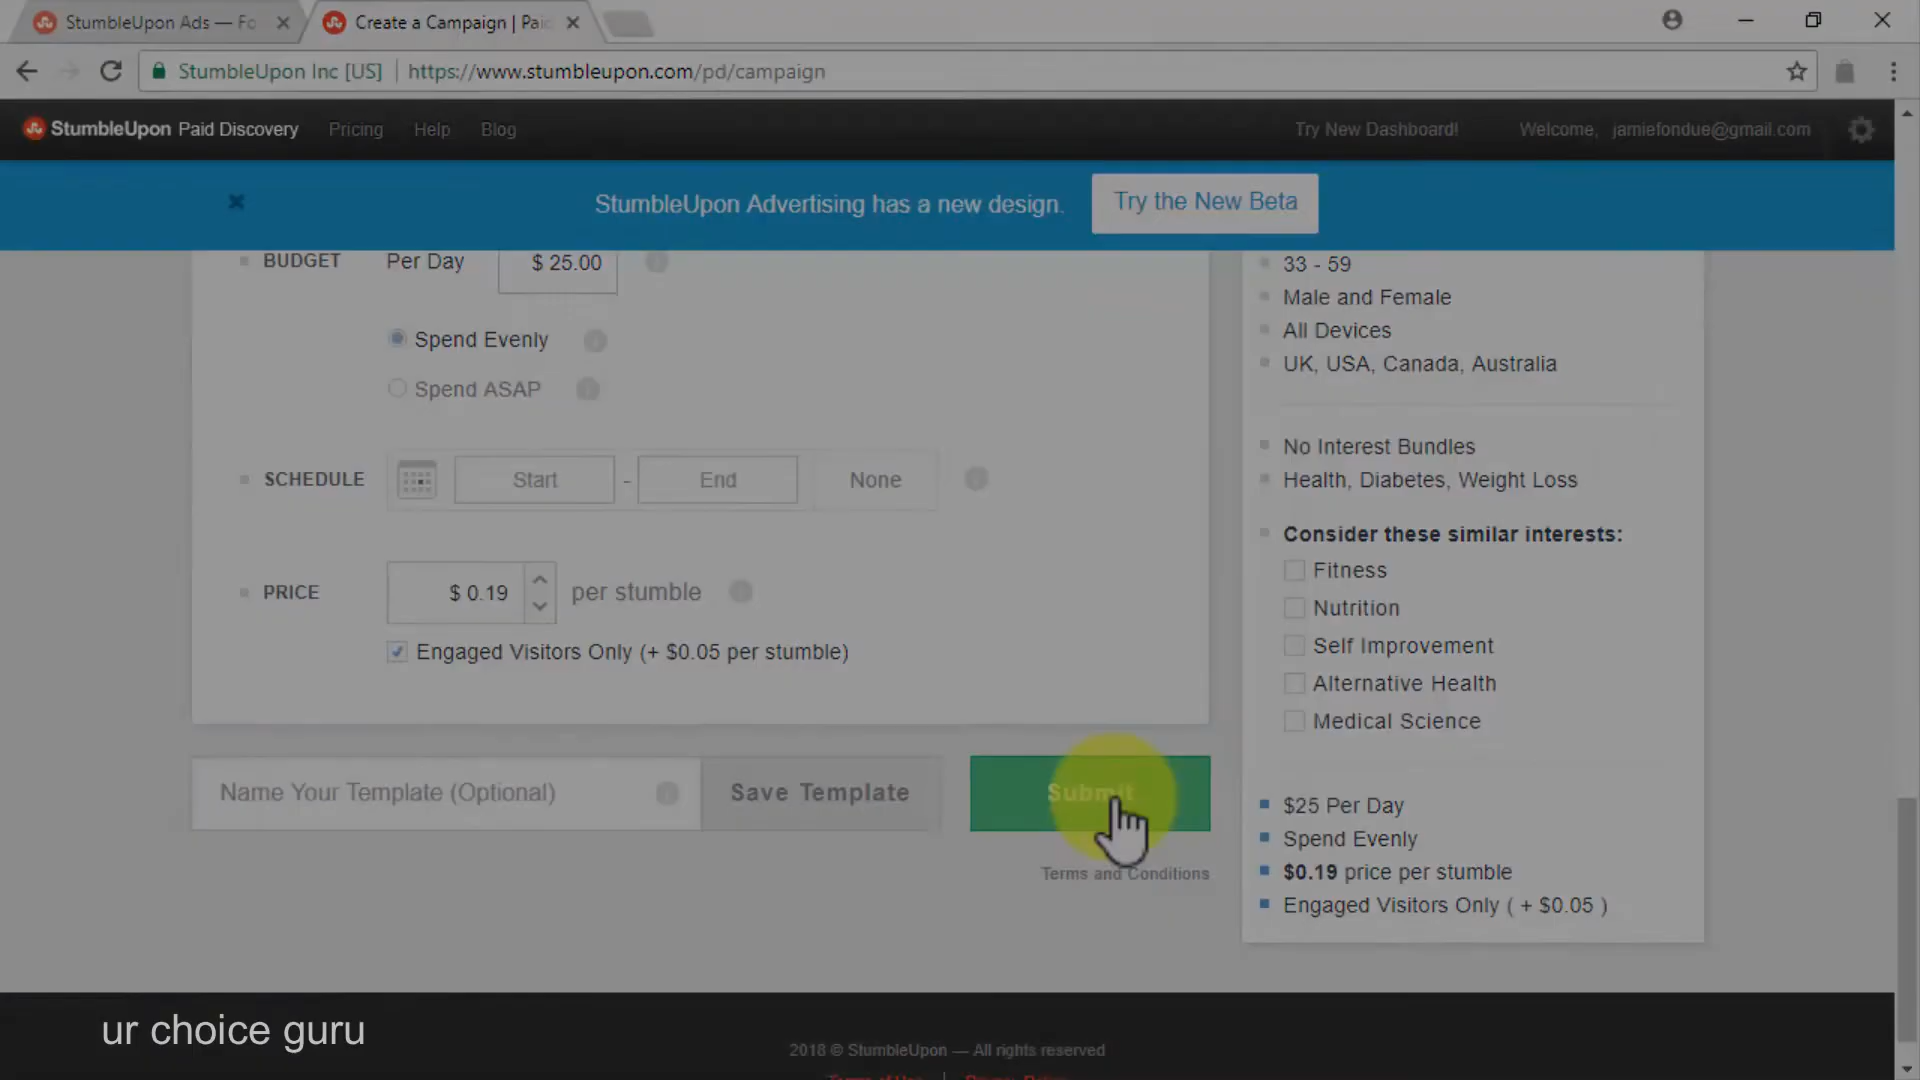 StumbleUpon Ads — Fo
Create a Campaign | Paid
StumbleUpon Inc [US]
https://www.stumbleupon.com/pd/campaign
StumbleUpon Paid Discovery
Pricing
Help
Blog
Try New Dashboard!
Welcome, jamiefondue@gmail.com
StumbleUpon Advertising has a new design.
Try the New Beta
BUDGET
Per Day
$ 25.00
Spend Evenly
Spend ASAP
SCHEDULE
Start
-
End
None
PRICE
$ 0.19
per stumble
Engaged Visitors Only (+ $0.05 per stumble)
Name Your Template (Optional)
Save Template
Submit
Terms and Conditions
33 - 59
Male and Female
All Devices
UK, USA, Canada, Australia
No Interest Bundles
Health, Diabetes, Weight Loss
Consider these similar interests:
Fitness
Nutrition
Self Improvement
Alternative Health
Medical Science
$25 Per Day
Spend Evenly
$0.19 price per stumble
Engaged Visitors Only ( + $0.05 )
ur choice guru
2018 © StumbleUpon — All rights reserved